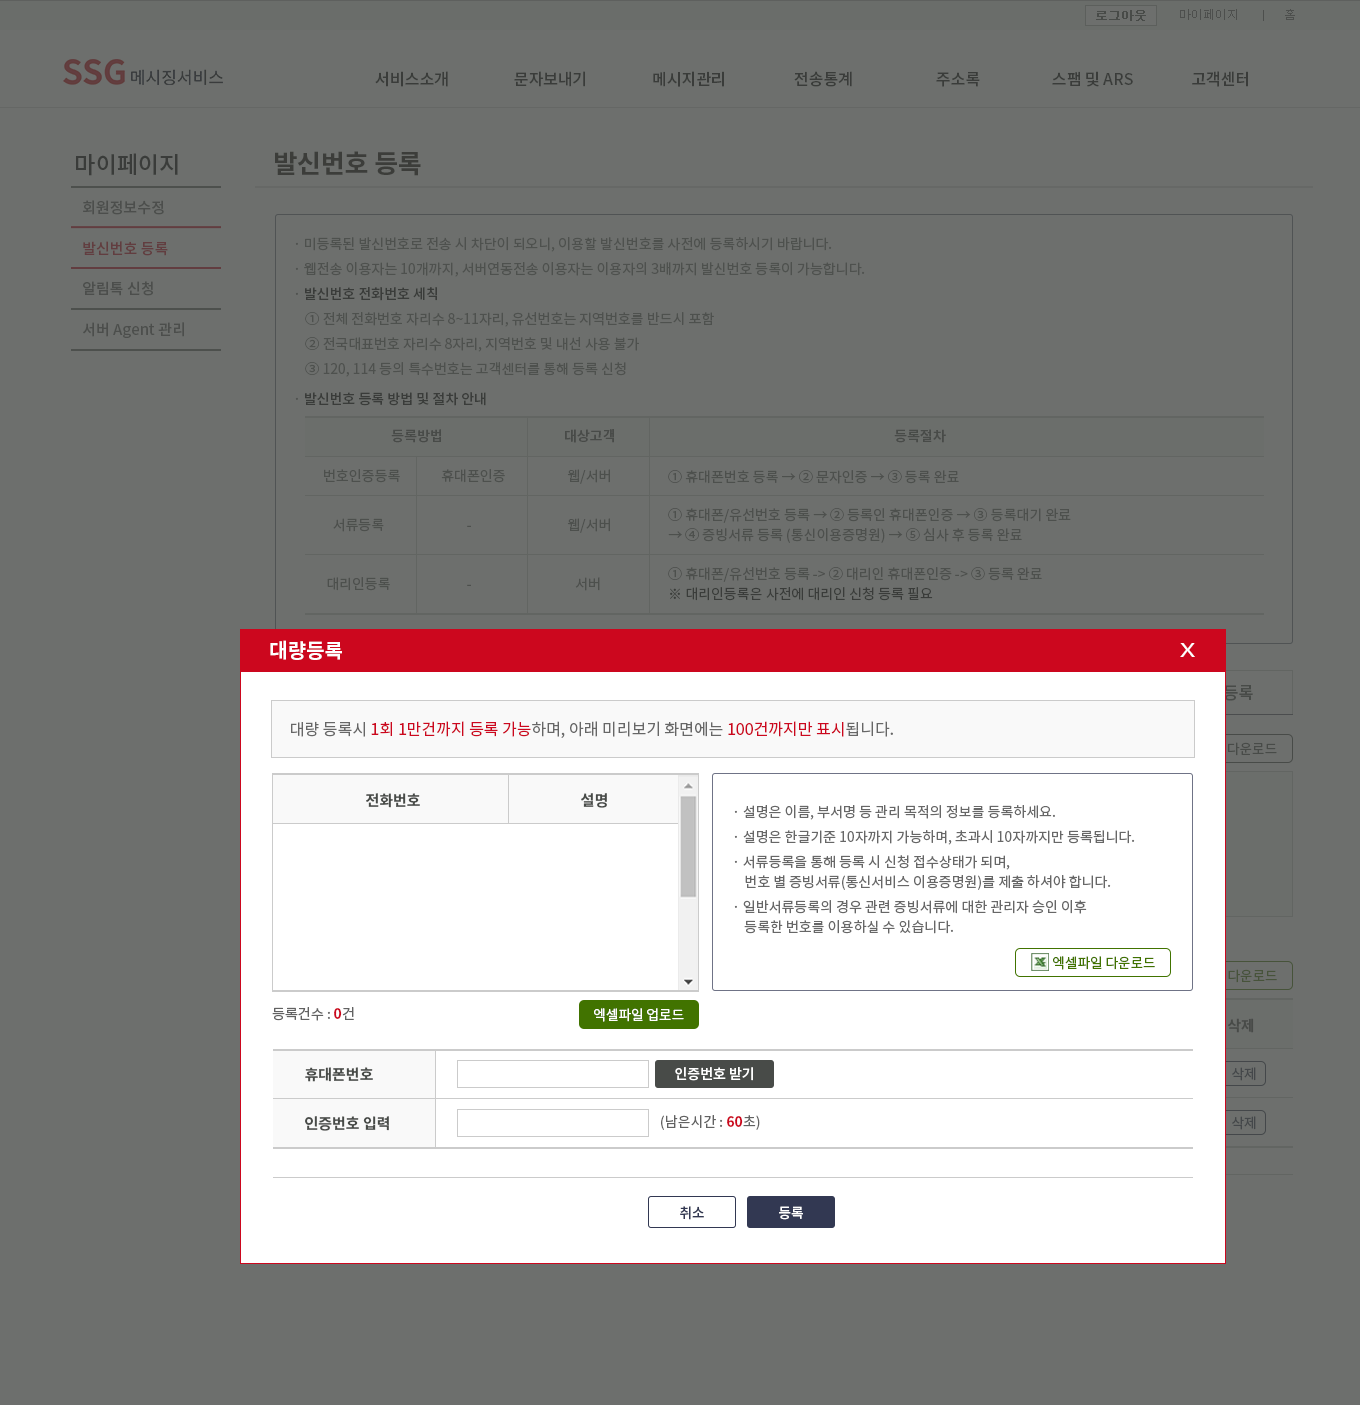 로그아웃 마이페이지 | 홈
SSG 메시징서비스 서비스소개 문자보내기 메시지관리 전송통계 주소록 스팸 및 ARS 고객센터
마이페이지
회원정보수정
발신번호 등록
알림톡 신청
서버 Agent 관리
발신번호 등록
· 미등록된 발신번호로 전송 시 차단이 되오니, 이용할 발신번호를 사전에 등록하시기 바랍니다.
· 웹전송 이용자는 10개까지, 서버연동전송 이용자는 이용자의 3배까지 발신번호 등록이 가능합니다.
· 발신번호 전화번호 세칙
① 전체 전화번호 자리수 8~11자리, 유선번호는 지역번호를 반드시 포함
② 전국대표번호 자리수 8자리, 지역번호 및 내선 사용 불가
③ 120, 114 등의 특수번호는 고객센터를 통해 등록 신청
· 발신번호 등록 방법 및 절차 안내
등록방법 대상고객 등록절차
번호인증등록 휴대폰인증 웹/서버 ① 휴대폰번호 등록 → ② 문자인증 → ③ 등록 완료
서류등록 - 웹/서버 ① 휴대폰/유선번호 등록 → ② 등록인 휴대폰인증 → ③ 등록대기 완료
→ ④ 증빙서류 등록 (통신이용증명원) → ⑤ 심사 후 등록 완료
대리인등록 - 서버 ① 휴대폰/유선번호 등록 -> ② 대리인 휴대폰인증 -> ③ 등록 완료
※ 대리인등록은 사전에 대리인 신청 등록 필요
등록
다운로드
다운로드
삭제
삭제
삭제
대량등록 X
대량 등록시 1회 1만건까지 등록 가능하며, 아래 미리보기 화면에는 100건까지만 표시됩니다.
전화번호 설명
· 설명은 이름, 부서명 등 관리 목적의 정보를 등록하세요.
· 설명은 한글기준 10자까지 가능하며, 초과시 10자까지만 등록됩니다.
· 서류등록을 통해 등록 시 신청 접수상태가 되며,
번호 별 증빙서류(통신서비스 이용증명원)를 제출 하셔야 합니다.
· 일반서류등록의 경우 관련 증빙서류에 대한 관리자 승인 이후
등록한 번호를 이용하실 수 있습니다.
엑셀파일 다운로드
등록건수 : 0건 엑셀파일 업로드
휴대폰번호 인증번호 받기
인증번호 입력 (남은시간 : 60초)
취소 등록